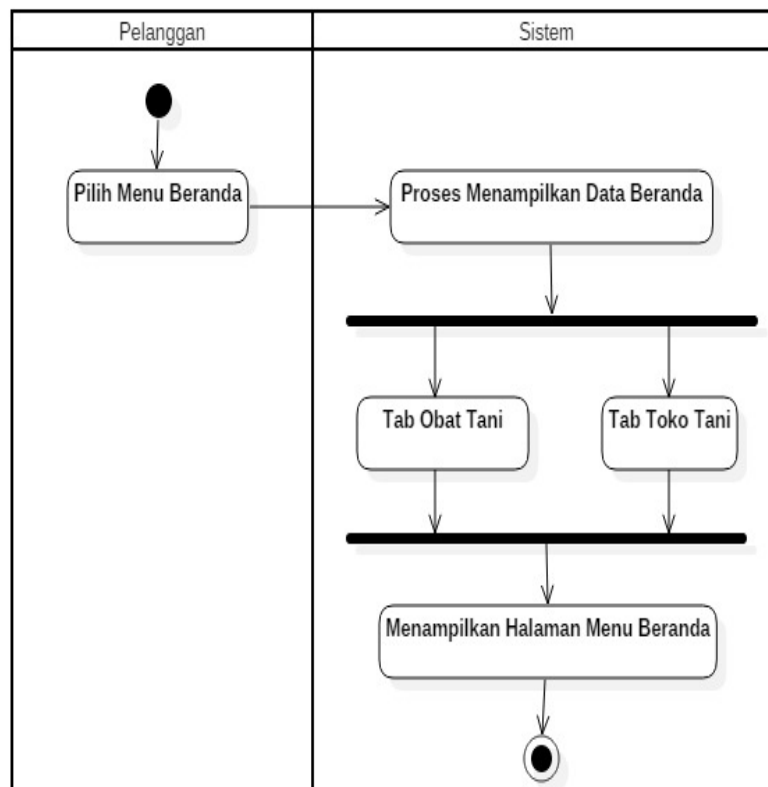 Pelanggan
Sistem
Pilih Menu Beranda
Proses Menampilkan Data Beranda
Tab Obat Tani
Tab Toko Tani
Menampilkan Halaman Menu Beranda